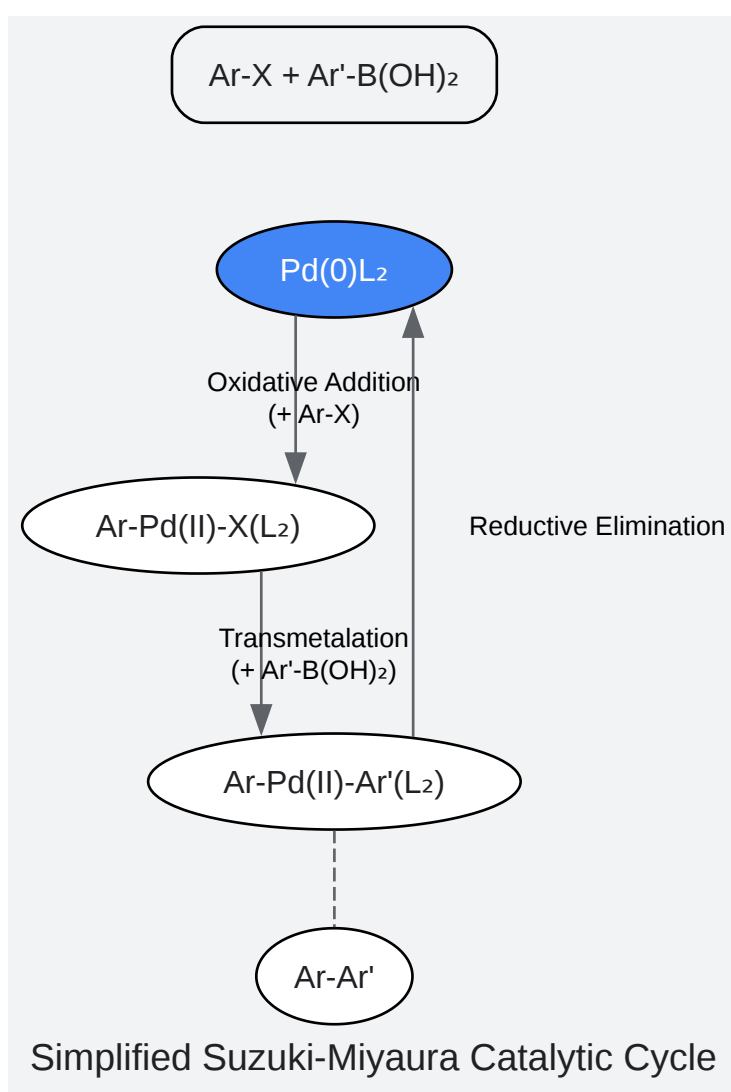 Ar-X + Ar'-B(OH)₂
Pd(0)L₂
Oxidative Addition
(+ Ar-X)
Ar-Pd(II)-X(L₂)
Reductive Elimination
Transmetalation
(+ Ar'-B(OH)₂)
Ar-Pd(II)-Ar'(L₂)
Ar-Ar'
Simplified Suzuki-Miyaura Catalytic Cycle